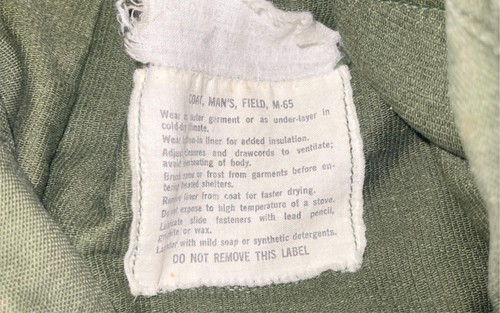 COAT, MAN'S, FIELD, M-65
Wear as outer garment or as under-layer in
cold-dry climate.
Wear liner for added insulation.
Adjust sleeves and drawcords to ventilate;
avoid overheating of body.
Brush snow or frost from garments before en-
tering heated shelters.
Remove liner from coat for faster drying.
Do not expose to high temperature of a stove.
Lubricate slide fasteners with lead pencil,
or wax.
Launder with mild soap or synthetic detergents.
DO NOT REMOVE THIS LABEL